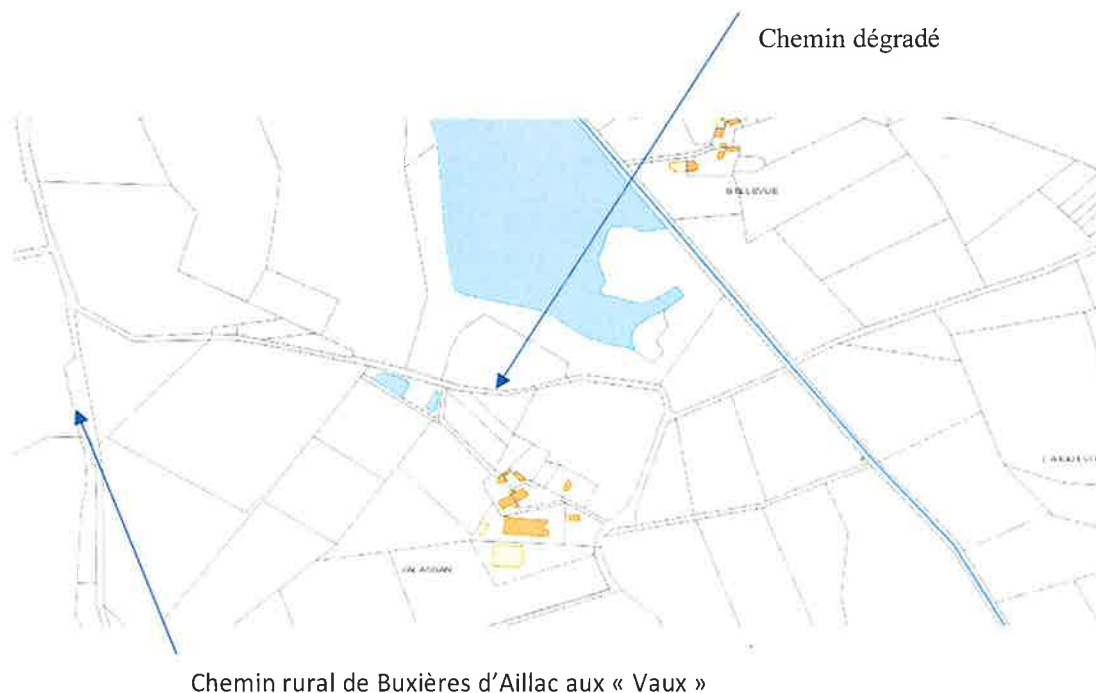 Chemin dégradé
BELLEVUE
Chemin rural de Buxières d'Aillac aux « Vaux »